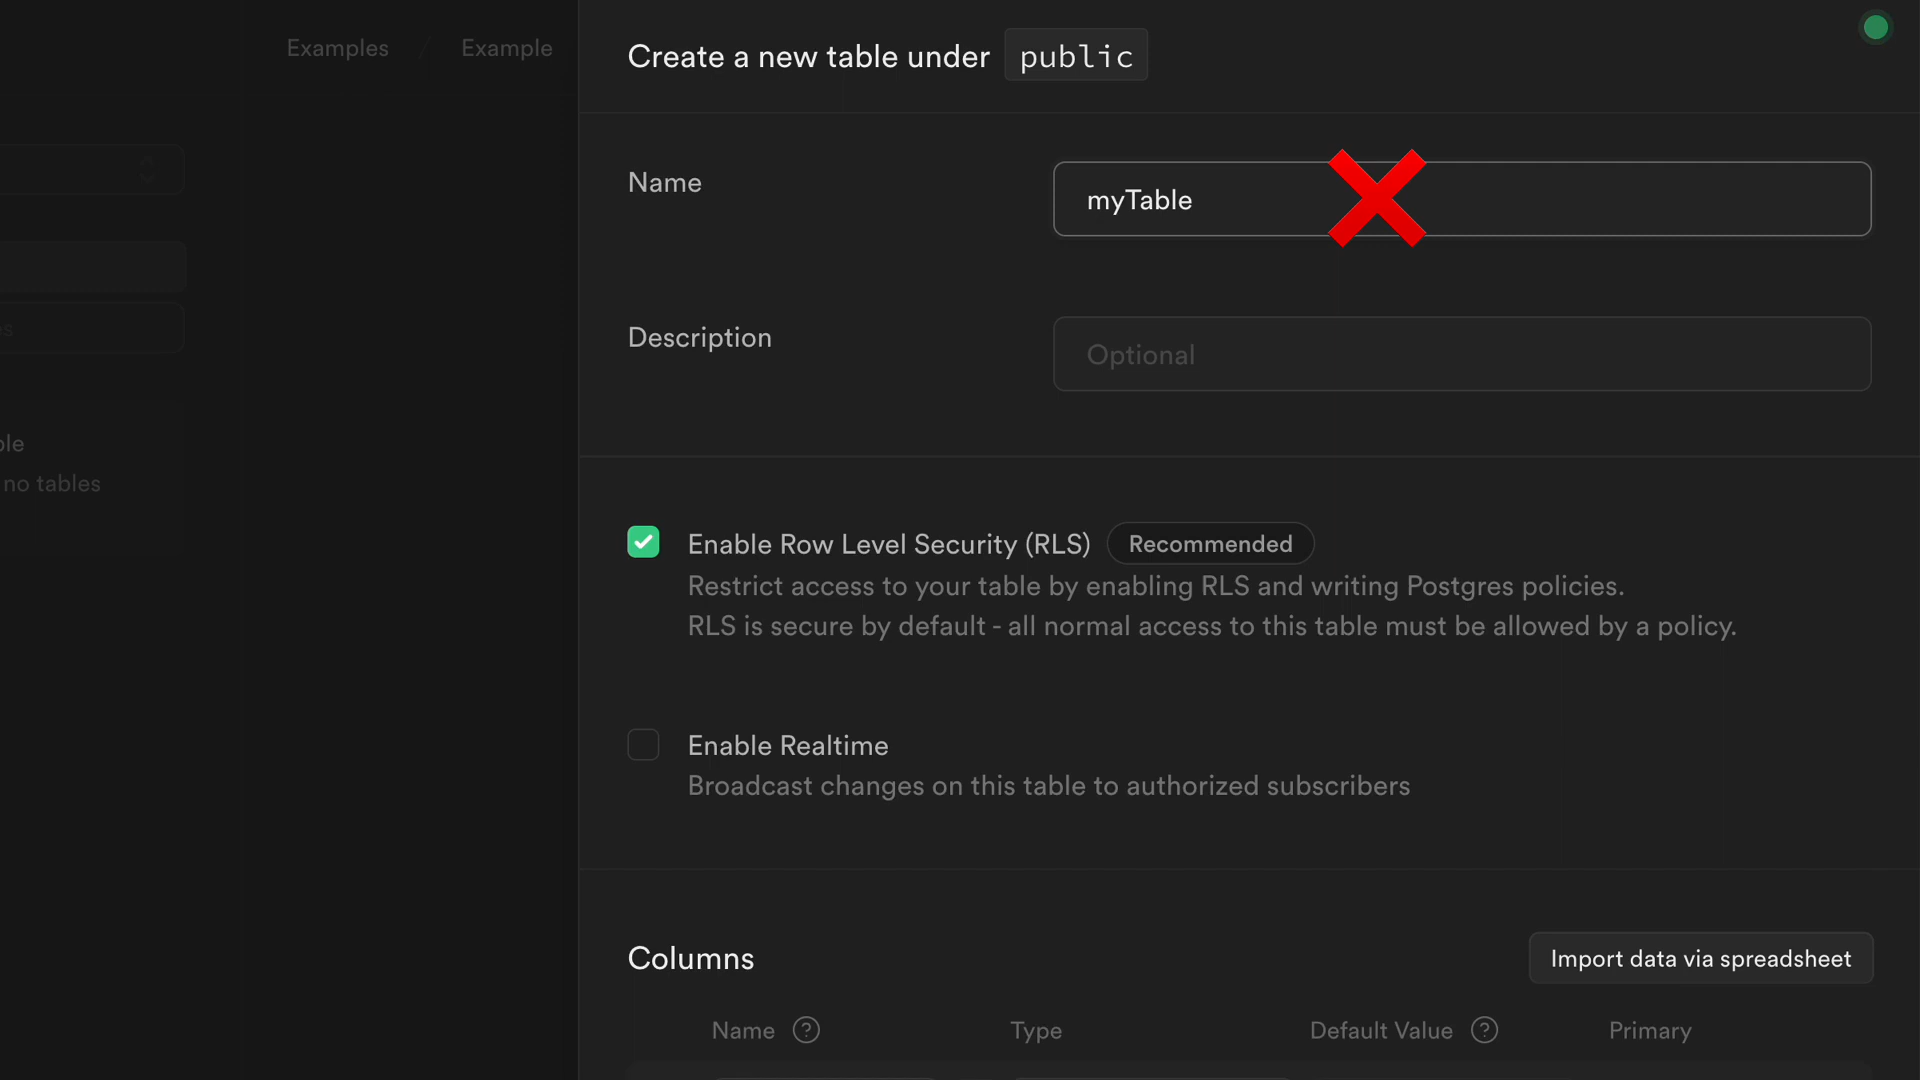 Examples / Example
no tables
Create a new table under public
Name
myTable
Description
Optional
Enable Row Level Security (RLS) Recommended
Restrict access to your table by enabling RLS and writing Postgres policies.
RLS is secure by default - all normal access to this table must be allowed by a policy.
Enable Realtime
Broadcast changes on this table to authorized subscribers
Columns
Import data via spreadsheet
Name ? Type Default Value ? Primary